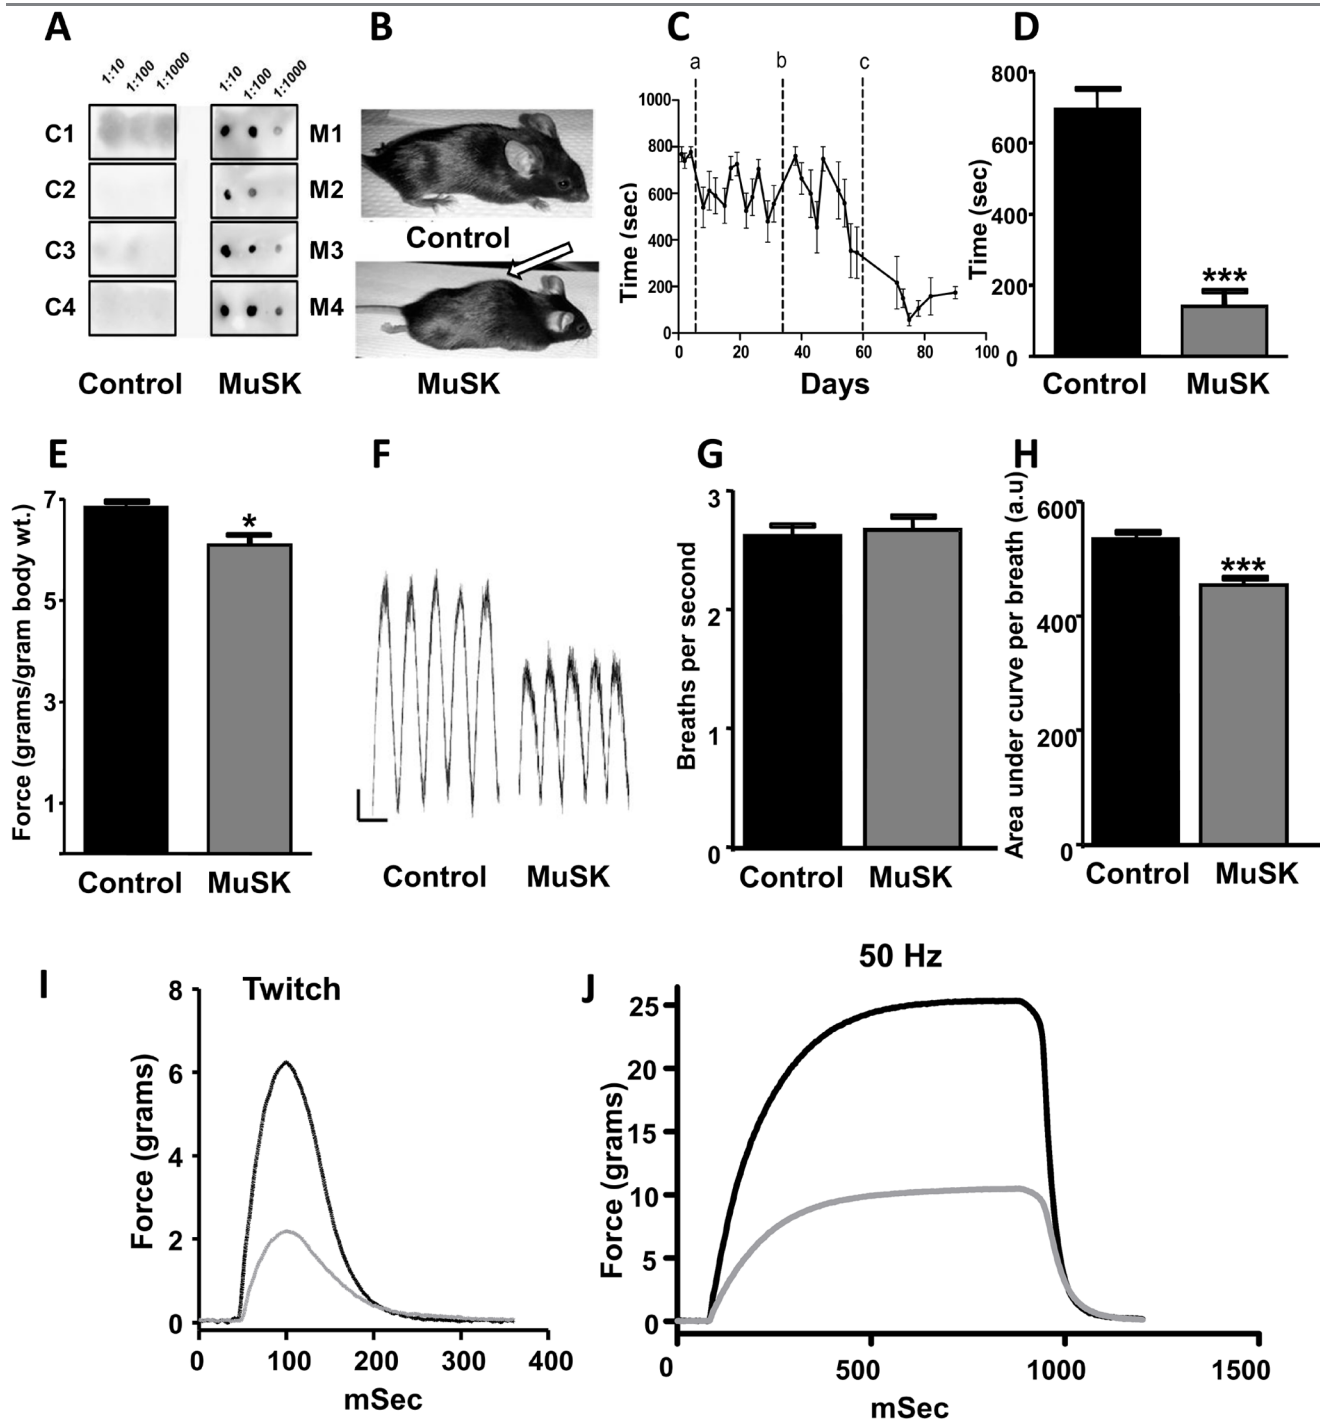 A
1:10 1:100 1:1000 1:10 1:100 1:1000
C1 M1
C2 M2
C3 M3
C4 M4
Control MuSK
B
Control
MuSK
C
a b c
Time (sec)
1000
800
600
400
200
0
0 20 40 60 80 100
Days
D
Time (sec)
800
600
400
200
0
***
Control MuSK
E
Force (grams/gram body wt.)
7
5
3
1
*
Control MuSK
F
Control MuSK
G
Breaths per second
3
2
1
0
Control MuSK
H
Area under curve per breath (a.u)
600
400
200
0
***
Control MuSK
I
Twitch
Force (grams)
8
6
4
2
0
0 100 200 300 400
mSec
J
50 Hz
Force (grams)
25
20
15
10
5
0
0 500 1000 1500
mSec